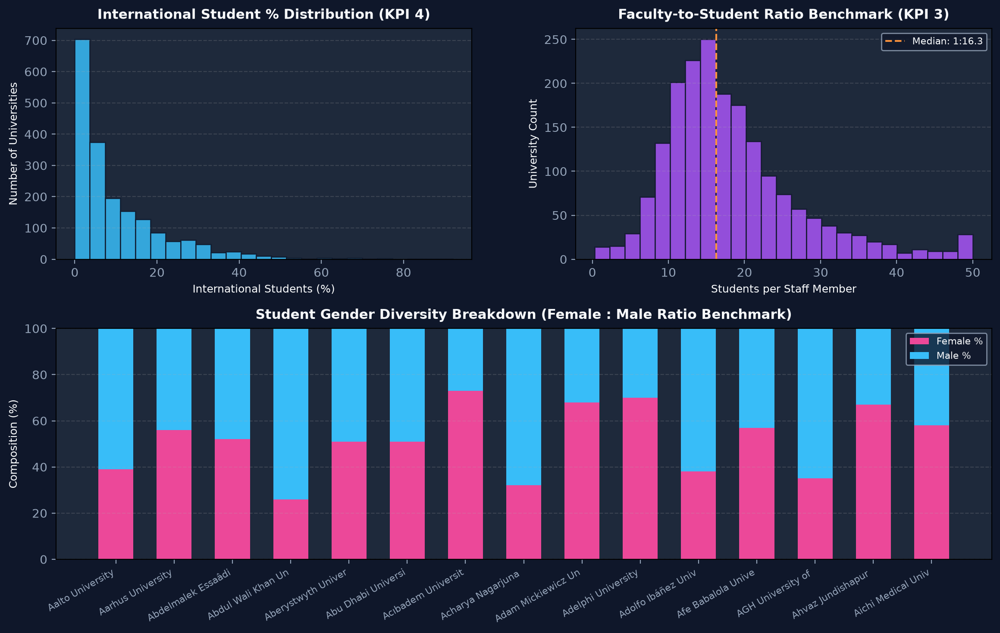 International Student % Distribution (KPI 4)
Number of Universities
700
600
500
400
300
200
100
0
0 20 40 60 80
International Students (%)
Faculty-to-Student Ratio Benchmark (KPI 3)
University Count
250
200
150
100
50
0
Median: 1:16.3
0 10 20 30 40 50
Students per Staff Member
Student Gender Diversity Breakdown (Female : Male Ratio Benchmark)
Composition (%)
100
80
60
40
20
0
Female %
Male %
Aalto University
Aarhus University
Abdelmalek Essaâdi
Abdul Wali Khan Un
Aberystwyth Univer
Abu Dhabi Universi
Acıbadem Universit
Acharya Nagarjuna
Adam Mickiewicz Un
Adelphi University
Adolfo Ibáñez Univ
Afe Babalola Unive
AGH University of
Ahvaz Jundishapur
Aichi Medical Univ